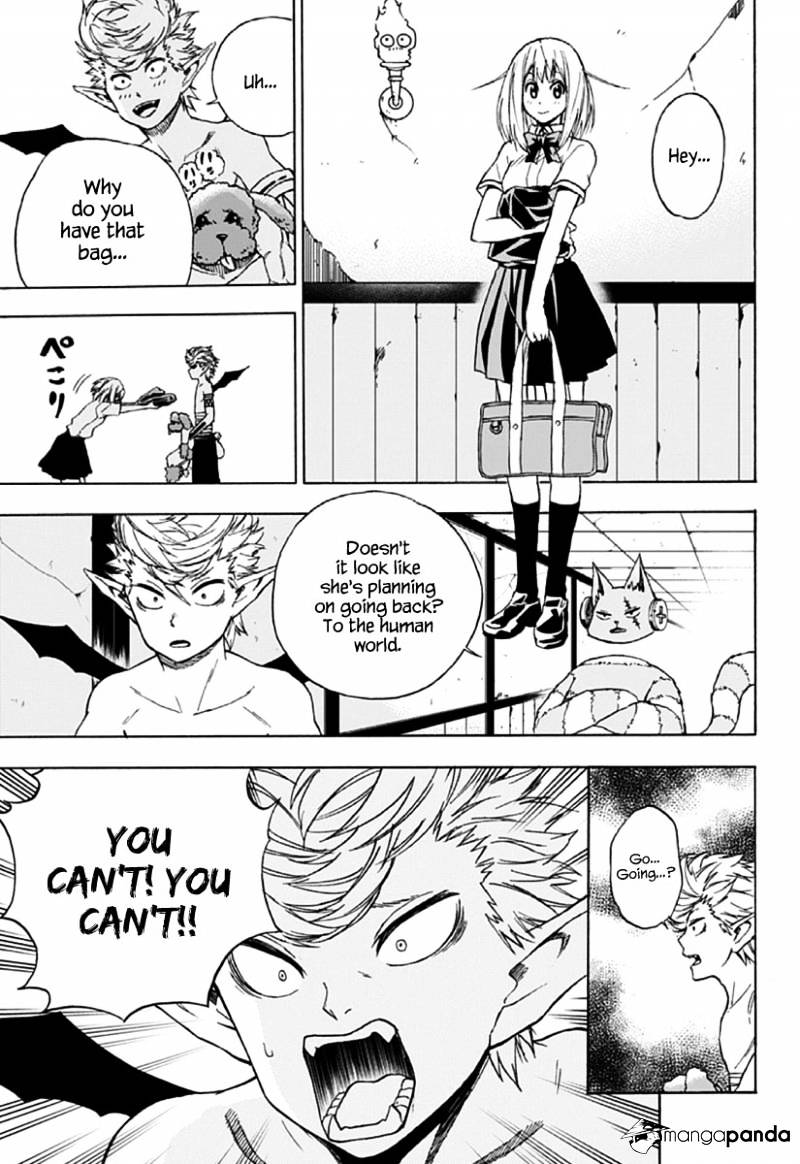 Hey...
Uh...
Why
do you
have that
bag...
ぺこり
Doesn't
it look like
she's planning
on going back?
To the human
world.
Go...
Going...?
YOU
CAN'T! YOU
CAN'T!!
mangapanda